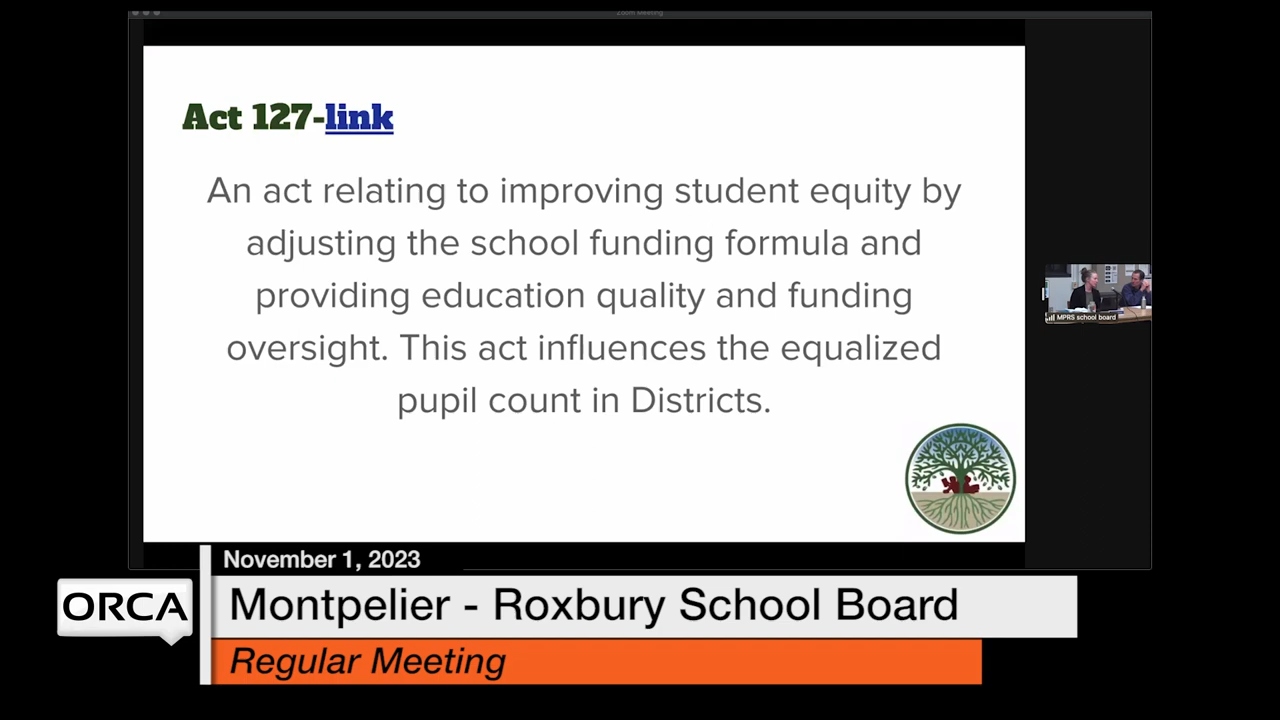 Zoom Meeting
Act 127-link
An act relating to improving student equity by
adjusting the school funding formula and
providing education quality and funding
oversight. This act influences the equalized
pupil count in Districts.
MPRS school board
November 1, 2023
ORCA
Montpelier - Roxbury School Board
Regular Meeting